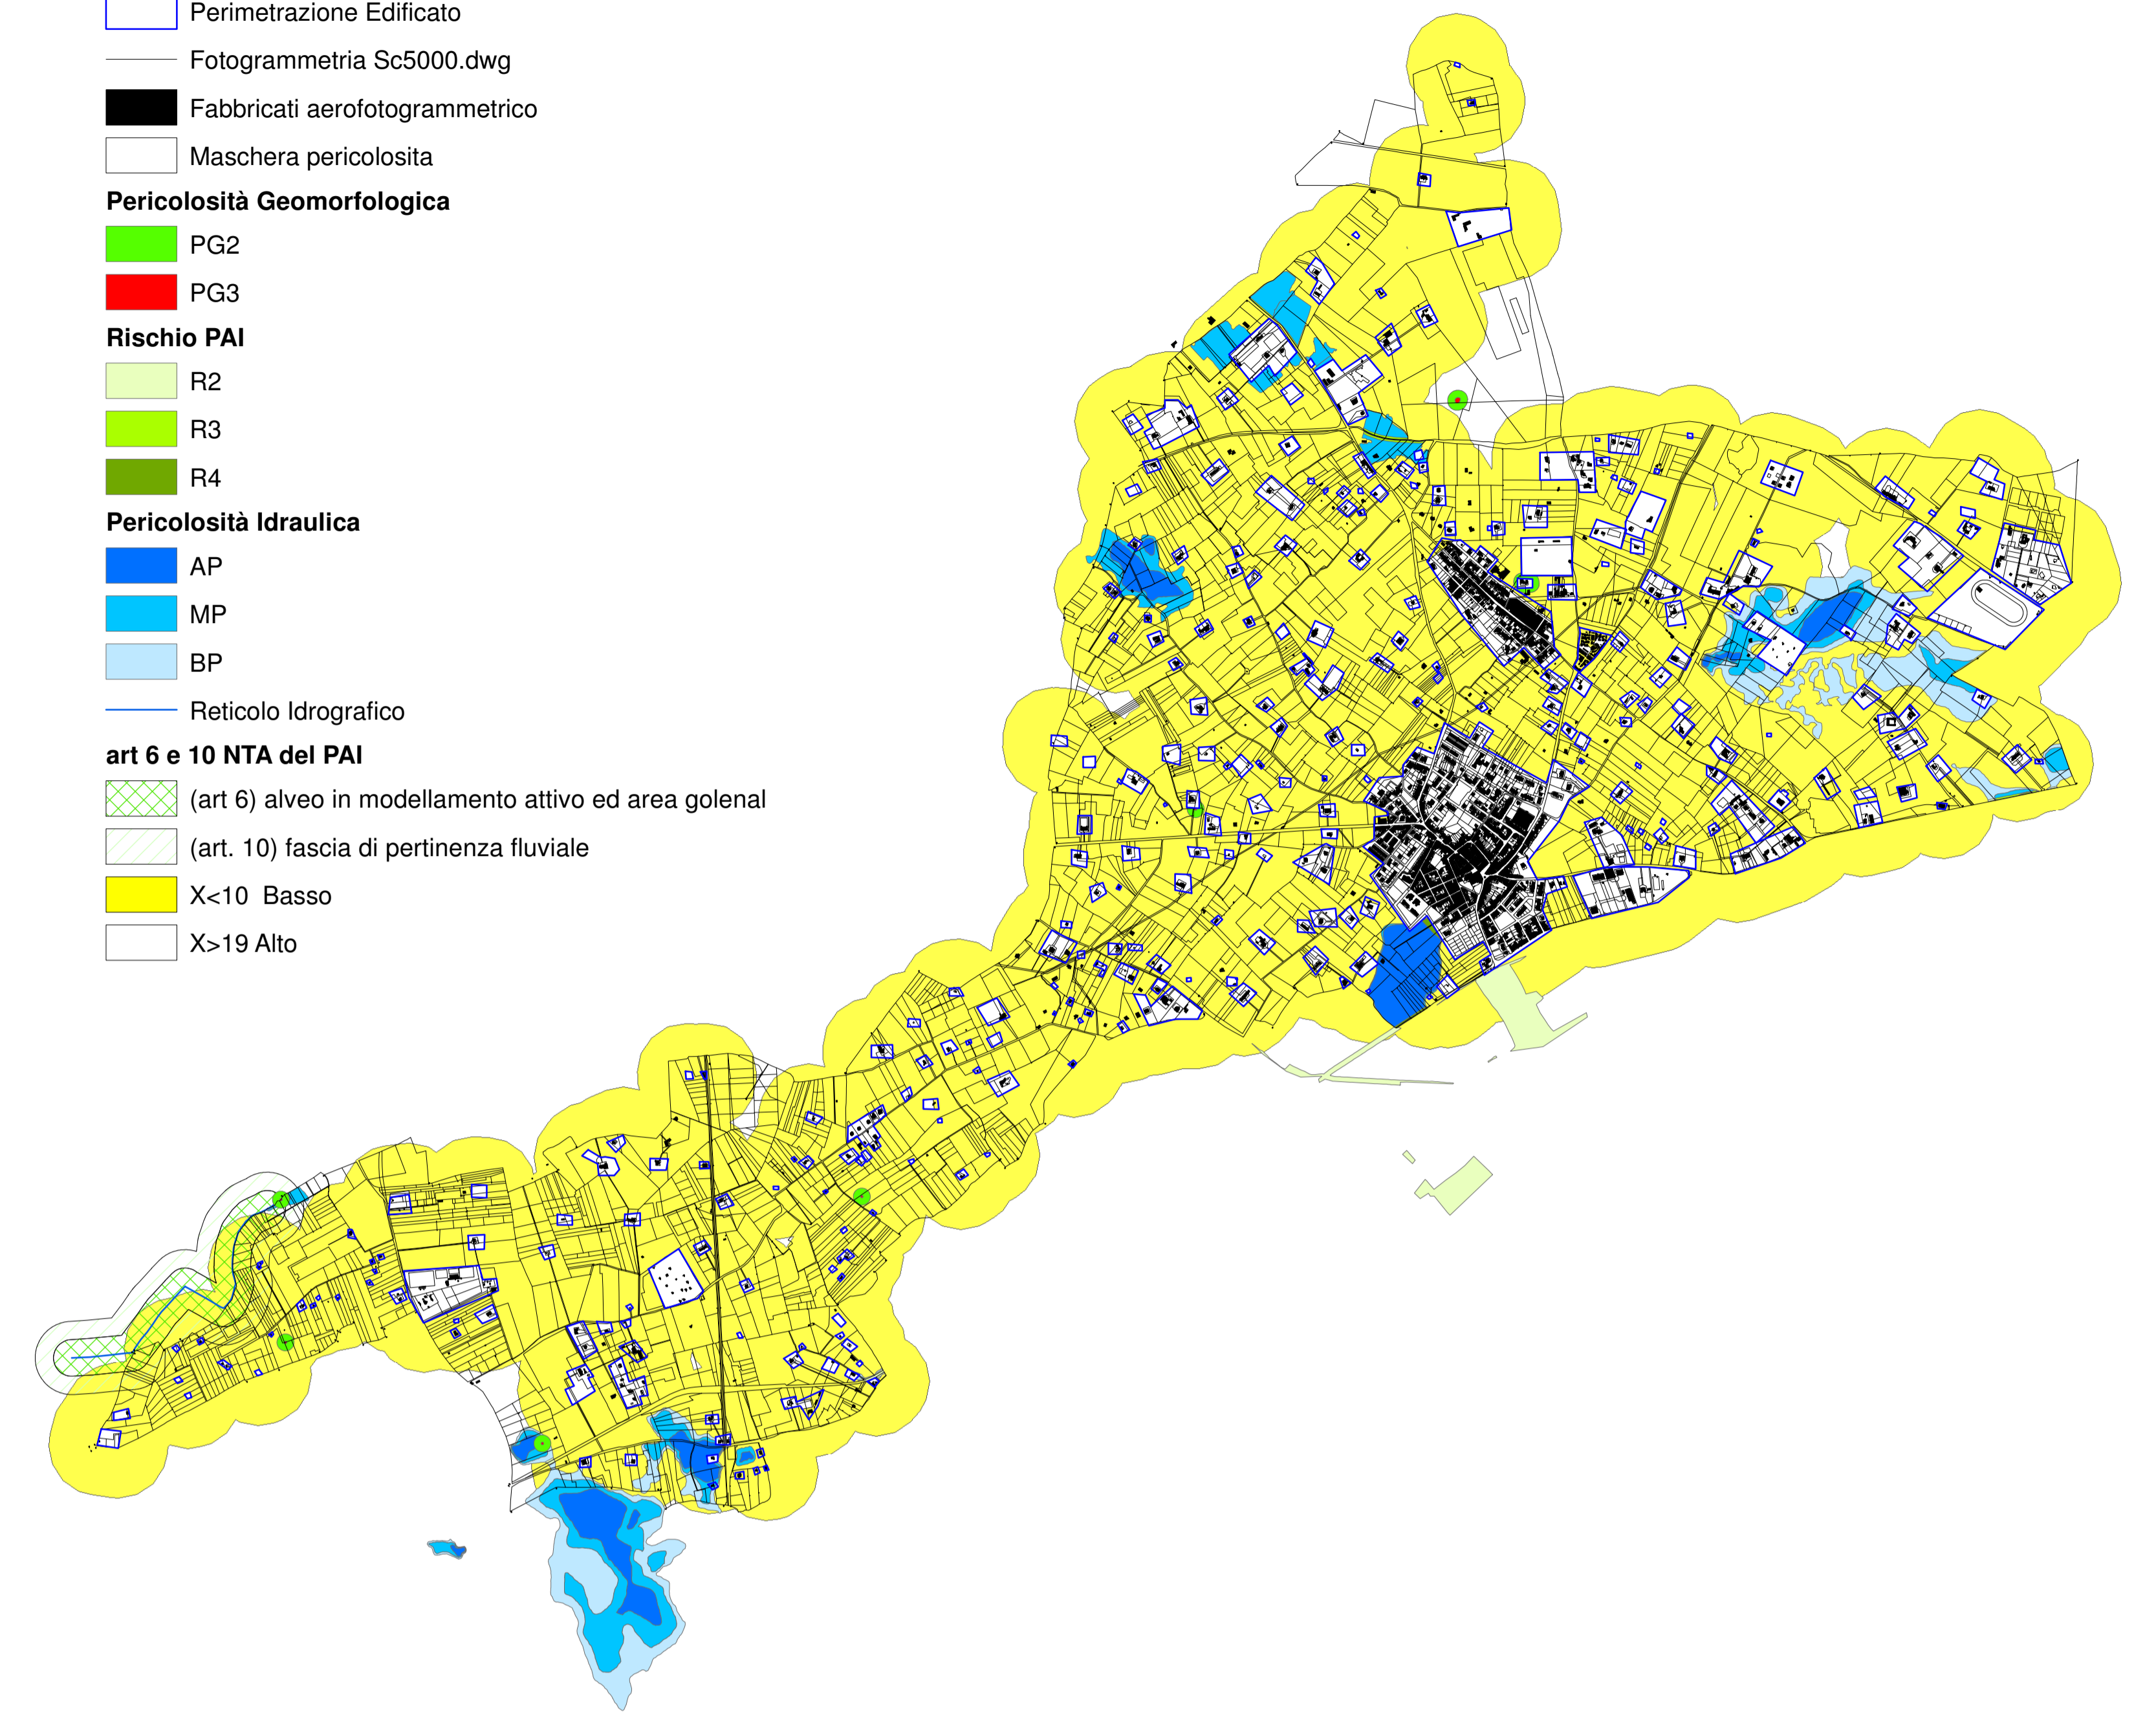 Perimetrazione Edificato
Fotogrammetria Sc5000.dwg
Fabbricati aerofotogrammetrico
Maschera pericolosita
Pericolosità Geomorfologica
PG2
PG3
Rischio PAI
R2
R3
R4
Pericolosità Idraulica
AP
MP
BP
Reticolo Idrografico
art 6 e 10 NTA del PAI
(art 6) alveo in modellamento attivo ed area golenal
(art. 10) fascia di pertinenza fluviale
X<10  Basso
X>19 Alto